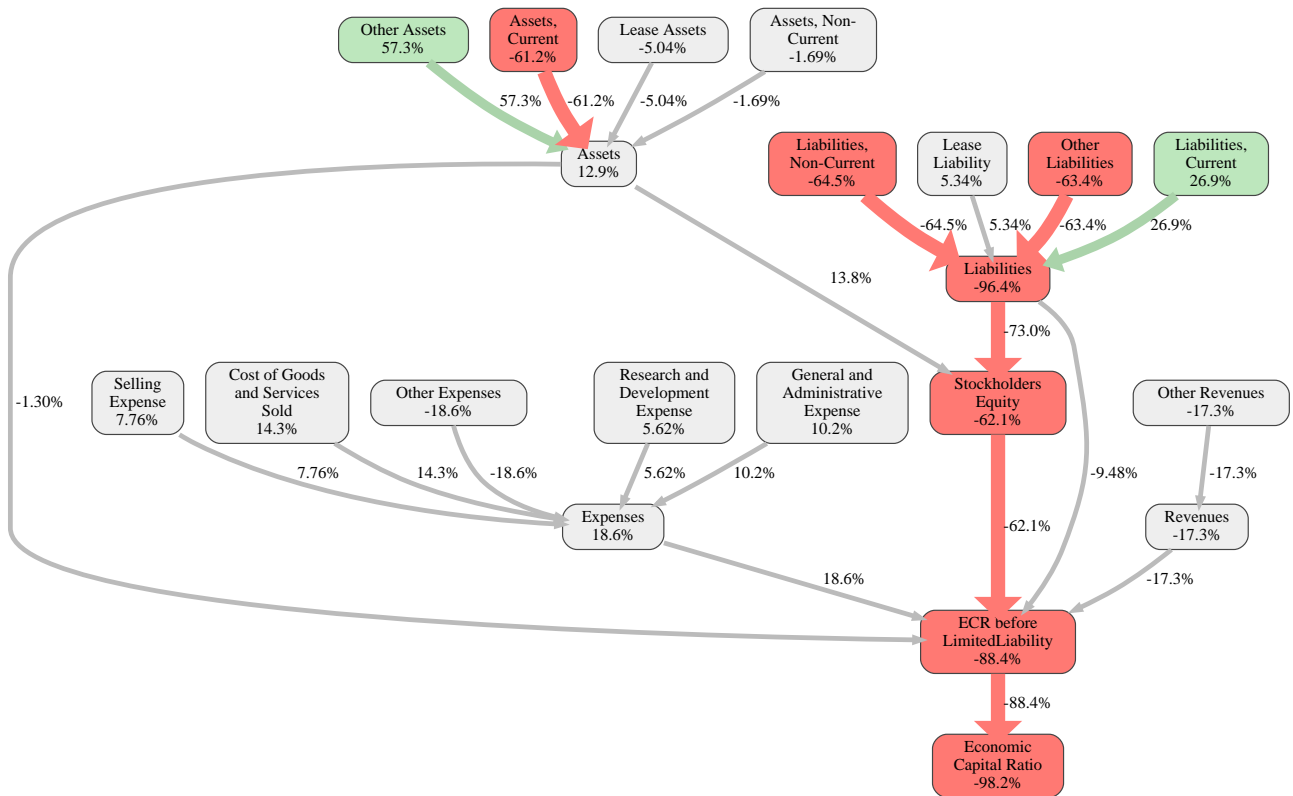 Other Assets
57.3%
Assets,
Current
-61.2%
Lease Assets
-5.04%
Assets, Non-
Current
-1.69%
57.3%
-61.2%
-5.04%
-1.69%
Assets
12.9%
Liabilities,
Non-Current
-64.5%
Lease
Liability
5.34%
Other
Liabilities
-63.4%
Liabilities,
Current
26.9%
-64.5%
5.34%
-63.4%
26.9%
13.8%
Liabilities
-96.4%
-73.0%
-1.30%
Selling
Expense
7.76%
Cost of Goods
and Services
Sold
14.3%
Other Expenses
-18.6%
Research and
Development
Expense
5.62%
General and
Administrative
Expense
10.2%
Stockholders
Equity
-62.1%
Other Revenues
-17.3%
7.76%
14.3%
-18.6%
5.62%
10.2%
-9.48%
-17.3%
Expenses
18.6%
-62.1%
Revenues
-17.3%
18.6%
-17.3%
ECR before
LimitedLiability
-88.4%
-88.4%
Economic
Capital Ratio
-98.2%